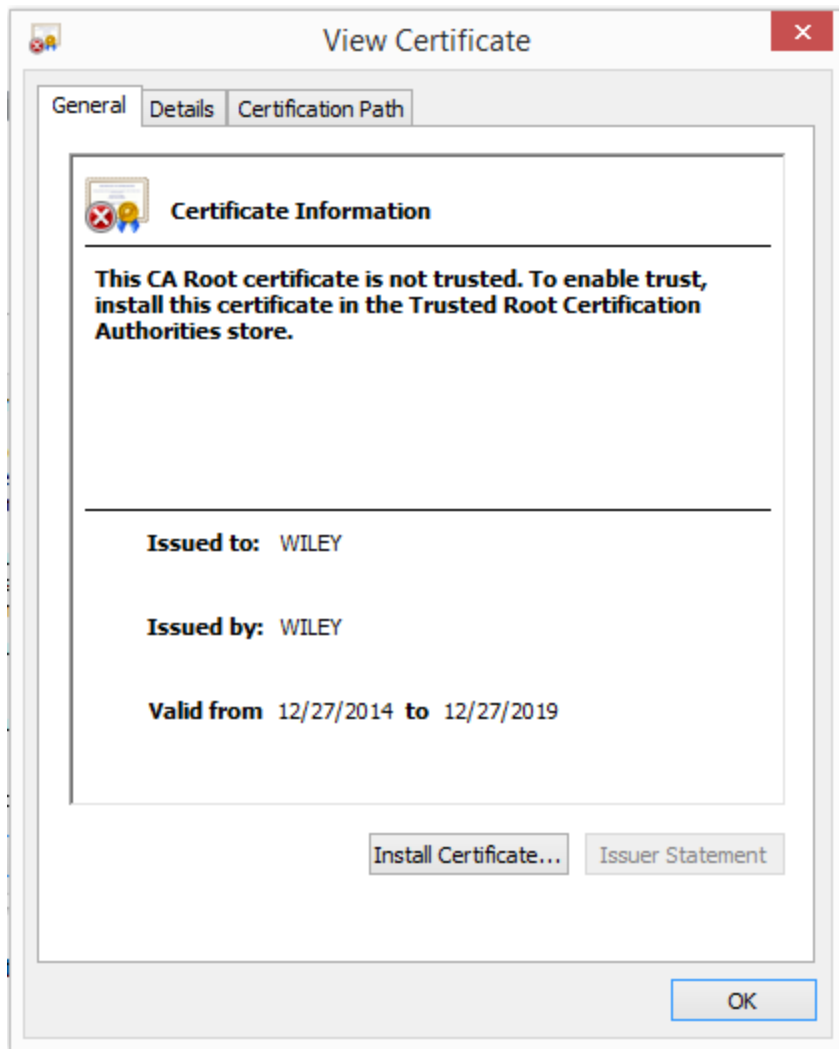 View Certificate
General Details Certification Path
Certificate Information
This CA Root certificate is not trusted. To enable trust,
install this certificate in the Trusted Root Certification
Authorities store.
Issued to: WILEY
Issued by: WILEY
Valid from 12/27/2014 to 12/27/2019
Install Certificate... Issuer Statement
OK